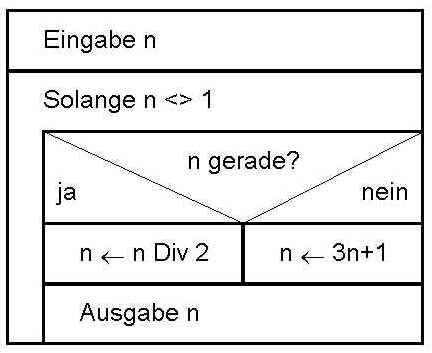 Eingabe n
Solange n <> 1
n gerade?
ja nein
n ← n Div 2 n ← 3n+1
Ausgabe n